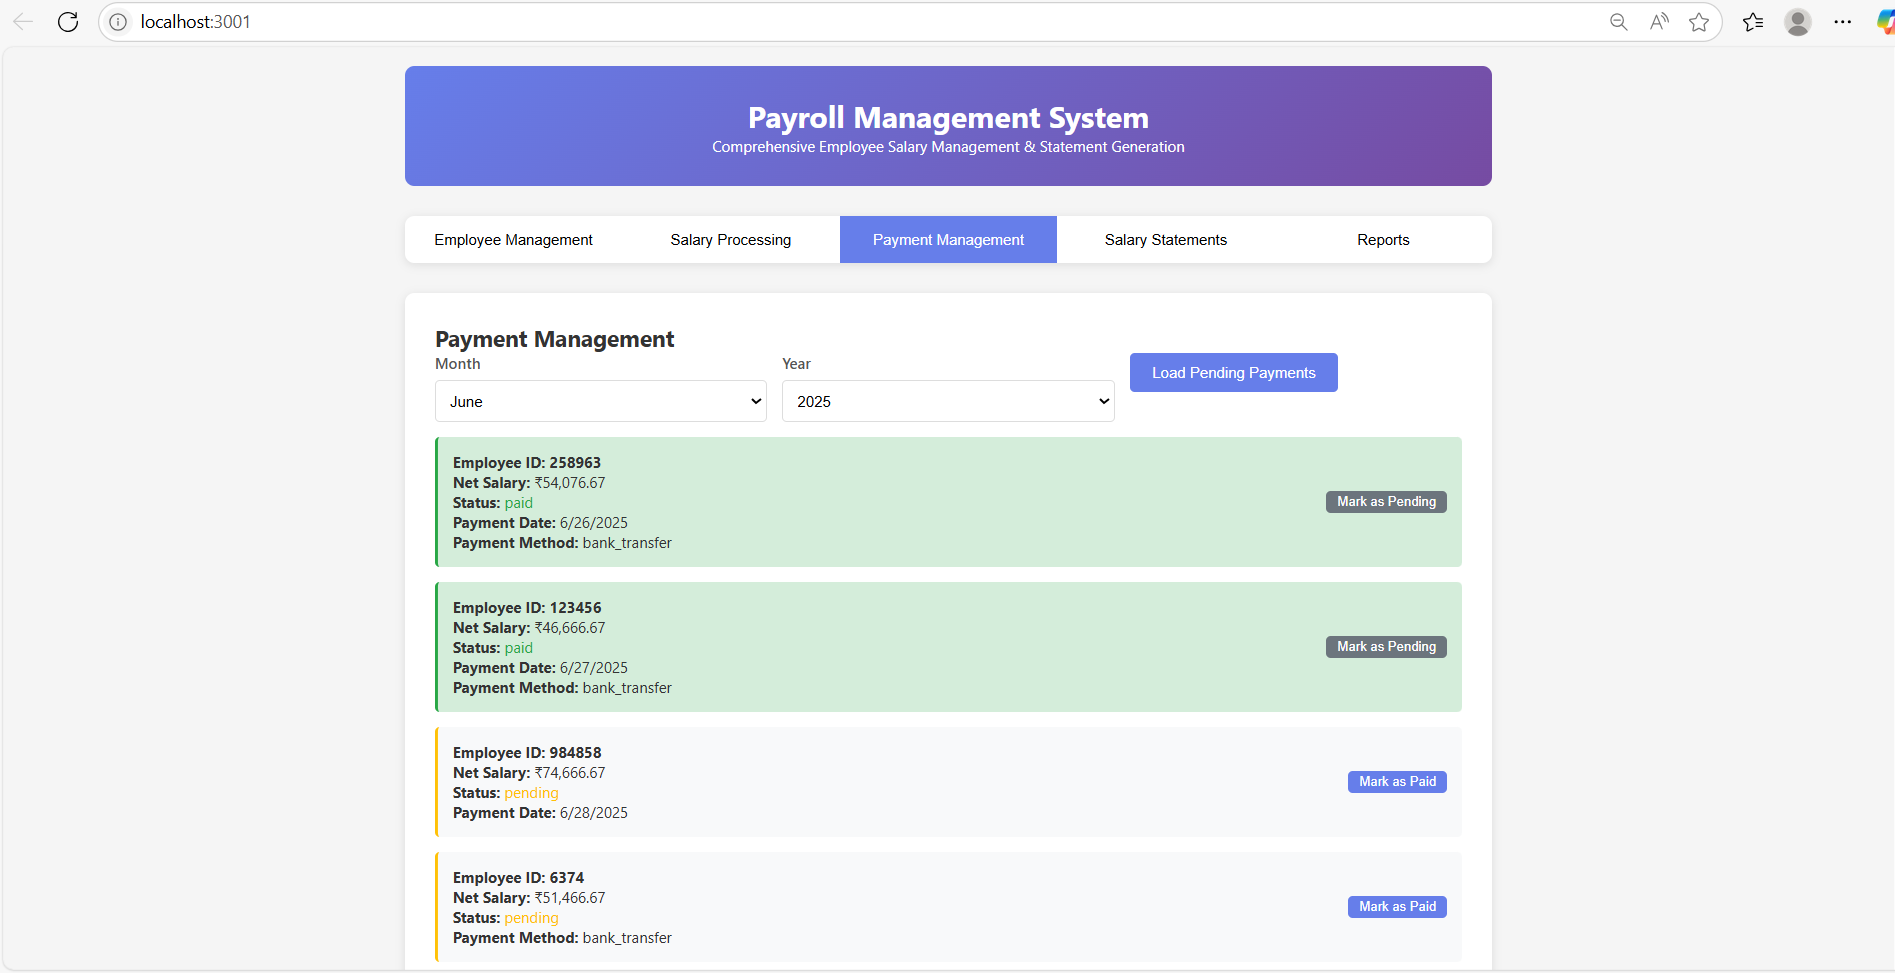 localhost:3001
Payroll Management System
Comprehensive Employee Salary Management & Statement Generation
Employee Management
Salary Processing
Payment Management
Salary Statements
Reports
Payment Management
Month
Year
Load Pending Payments
June
2025
Employee ID: 258963
Net Salary: ₹54,076.67
Status: paid
Mark as Pending
Payment Date: 6/26/2025
Payment Method: bank_transfer
Employee ID: 123456
Net Salary: ₹46,666.67
Status: paid
Mark as Pending
Payment Date: 6/27/2025
Payment Method: bank_transfer
Employee ID: 984858
Net Salary: ₹74,666.67
Mark as Paid
Status: pending
Payment Date: 6/28/2025
Employee ID: 6374
Net Salary: ₹51,466.67
Mark as Paid
Status: pending
Payment Method: bank_transfer